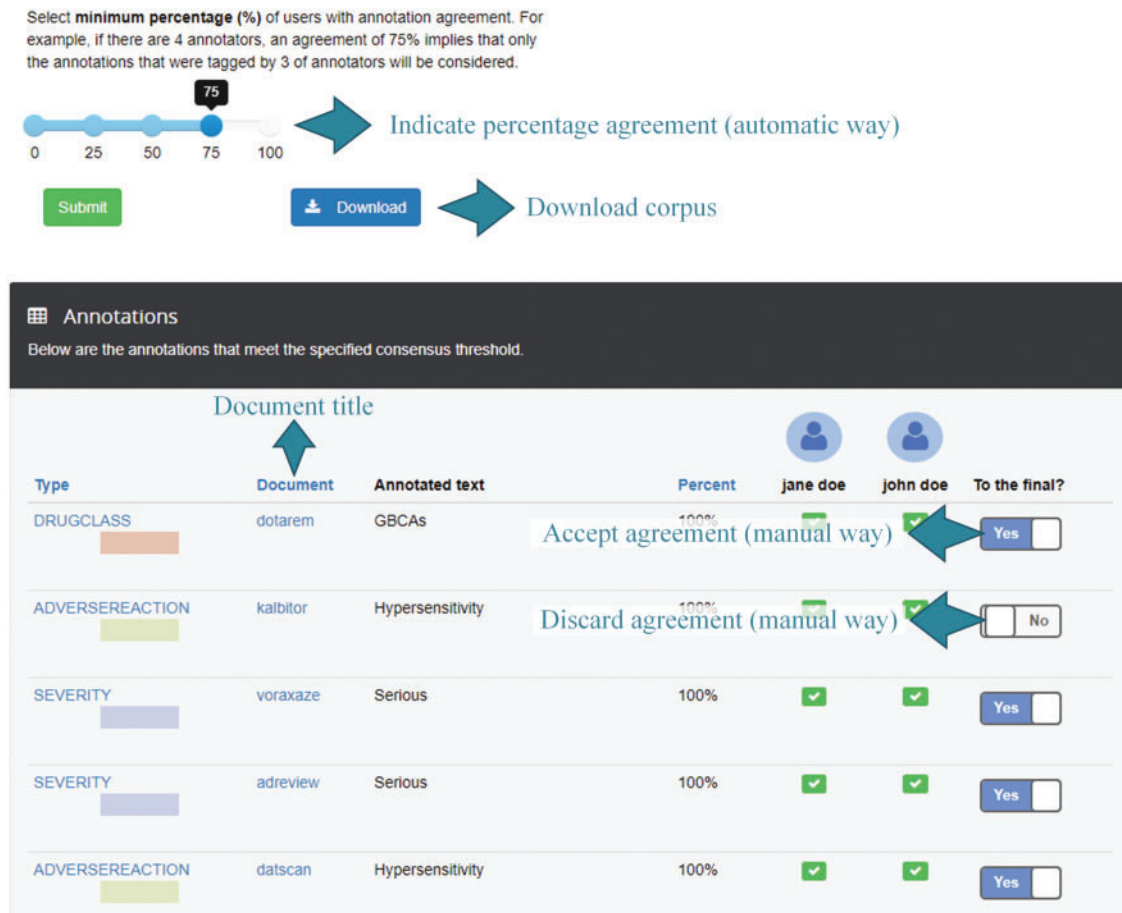 Select minimum percentage (%) of users with annotation agreement. For
example, if there are 4 annotators, an agreement of 75% implies that only
the annotations that were tagged by 3 of annotators will be considered.
75
Indicate percentage agreement (automatic way)
0 25 50 75 100
Submit Download Download corpus
Annotations
Below are the annotations that meet the specified consensus threshold.
Document title
Type Document Annotated text Percent jane doe john doe To the final?
DRUGCLASS dotarem GBCAs 100% Yes
Accept agreement (manual way)
ADVERSEREACTION kalbitor Hypersensitivity 100% No
Discard agreement (manual way)
SEVERITY voraxaze Serious 100% Yes
SEVERITY adreview Serious 100% Yes
ADVERSEREACTION datscan Hypersensitivity 100% Yes